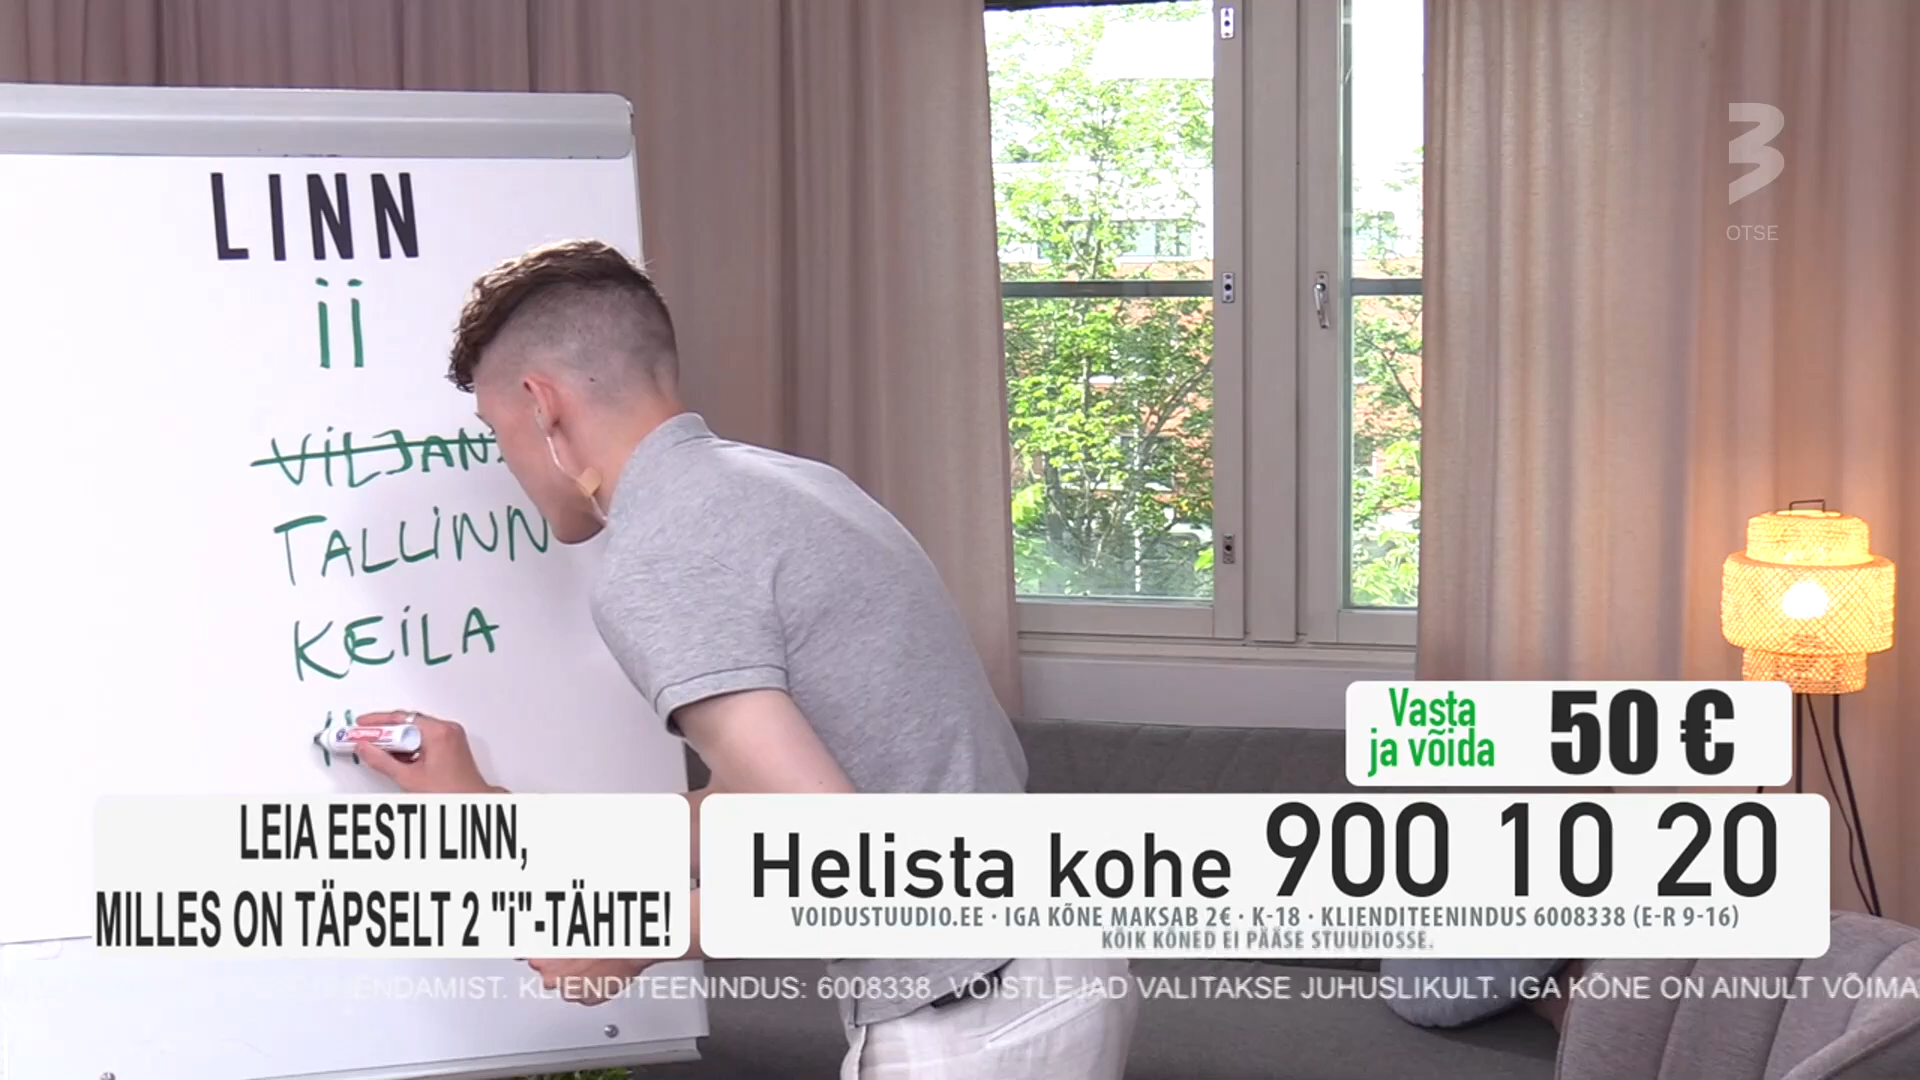 LINN
ii
TALLINN
KEILA
3
OTSE
Vasta
ja võida
50 €
LEIA EESTI LINN,
MILLES ON TÄPSELT 2 "i"-TÄHTE!
Helista kohe 900 10 20
VOIDUSTUUDIO.EE · IGA KÕNE MAKSAB 2€ · K-18 · KLIENDITEENINDUS 6008338 (E-R 9-16)
KÕIK KÕNED EI PÄÄSE STUUDIOSSE.
ENDAMIST. KLIENDITEENINDUS: 6008338. VÕISTLEJAD VALITAKSE JUHUSLIKULT. IGA KÕNE ON AINULT VÕIMA